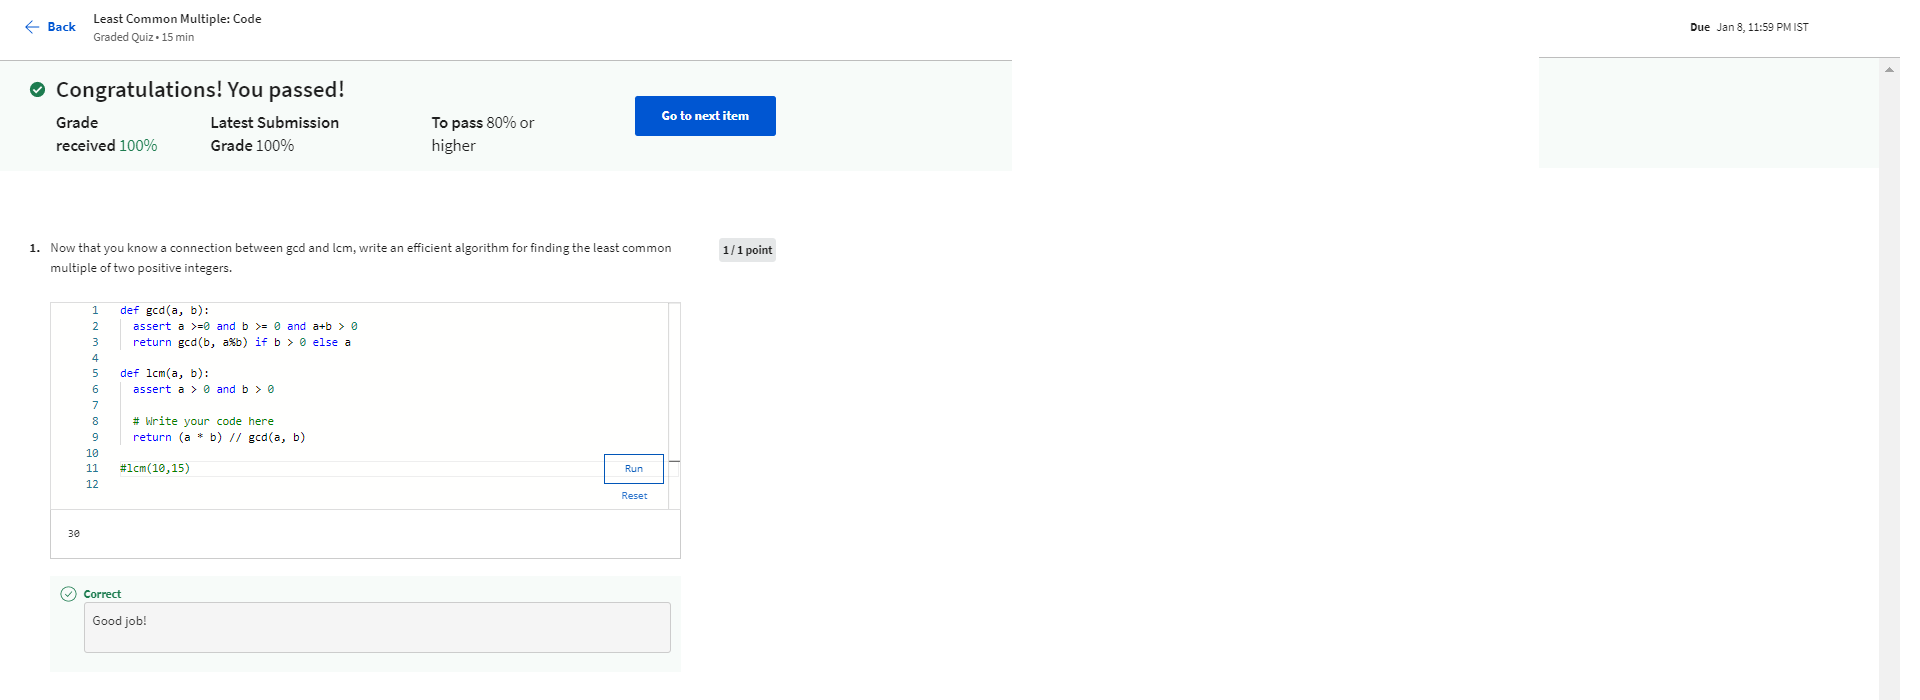 Back
Least Common Multiple: Code
Graded Quiz • 15 min
Due Jan 8, 11:59 PM IST
Congratulations! You passed!
Grade
received 100%
Latest Submission
Grade 100%
To pass 80% or
higher
Go to next item
1. Now that you know a connection between gcd and lcm, write an efficient algorithm for finding the least common
multiple of two positive integers.
1 / 1 point
1 def gcd(a, b):
2 assert a >=0 and b >= 0 and a+b > 0
3 return gcd(b, a%b) if b > 0 else a
4
5 def lcm(a, b):
6 assert a > 0 and b > 0
7
8 # Write your code here
9 return (a * b) // gcd(a, b)
10
11 #lcm(10,15)
12
Run
Reset
30
Correct
Good job!